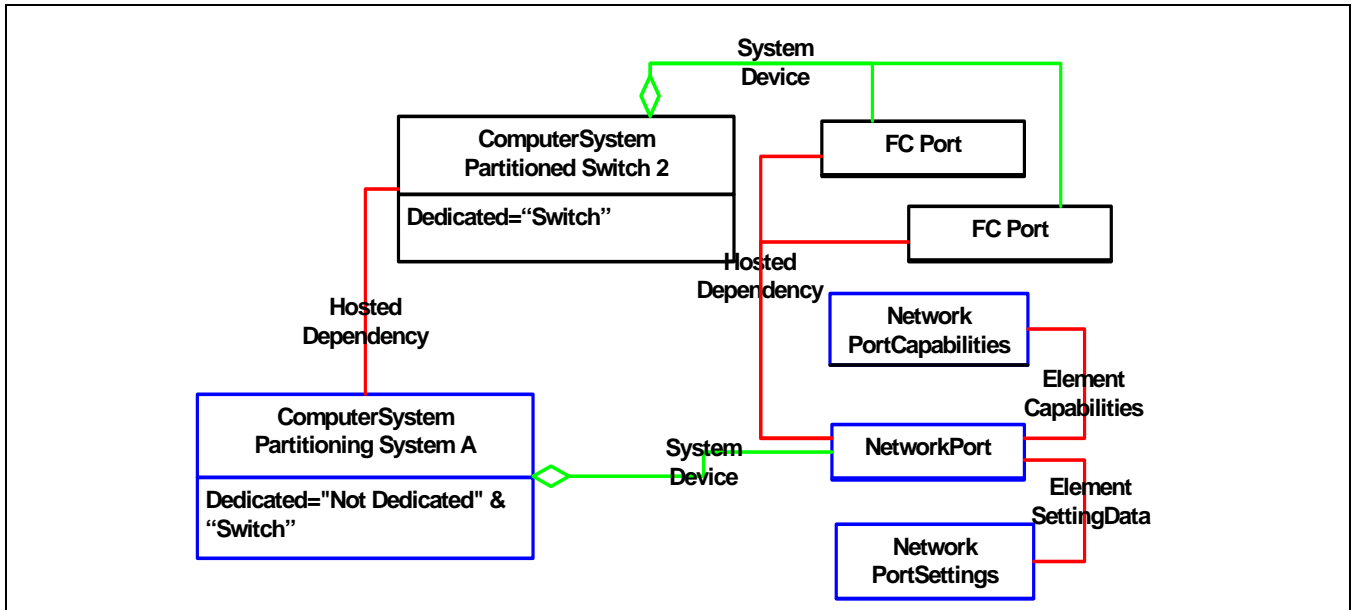 System
Device
ComputerSystem
Partitioned Switch 2
Dedicated=“Switch”
FC Port
FC Port
Hosted
Dependency
Hosted
Dependency
Network
PortCapabilities
Element
Capabilities
ComputerSystem
Partitioning System A
Dedicated="Not Dedicated" &
“Switch”
System
Device
NetworkPort
Element
SettingData
Network
PortSettings